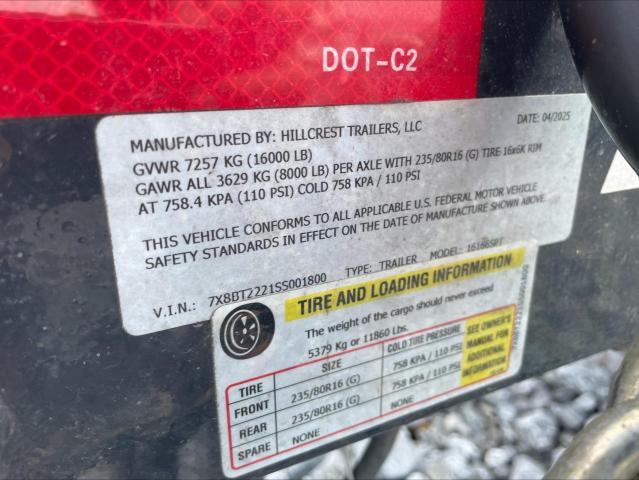 DOT-C2
MANUFACTURED BY: HILLCREST TRAILERS, LLC DATE: 04/2025
GVWR 7257 KG (16000 LB)
GAWR ALL 3629 KG (8000 LB) PER AXLE WITH 235/80R16 (G) TIRE 16x6K RIM
AT 758.4 KPA (110 PSI) COLD 758 KPA / 110 PSI
THIS VEHICLE CONFORMS TO ALL APPLICABLE U.S. FEDERAL MOTOR VEHICLE
SAFETY STANDARDS IN EFFECT ON THE DATE OF MANUFACTURE SHOWN ABOVE.
V.I.N.: 7X8BT2221SS001800 TYPE: TRAILER MODEL:
TIRE AND LOADING INFORMATION
The weight of the cargo should never exceed
5379 Kg or 11860 Lbs.
TIRE SIZE COLD TIRE PRESSURE
FRONT 235/80R16 (G) 758 KPA / 110 PSI
REAR 235/80R16 (G) 758 KPA / 110 PSI
SPARE NONE NONE
SEE OWNER'S
MANUAL FOR
ADDITIONAL
INFORMATION
7X8BT2221SS001800